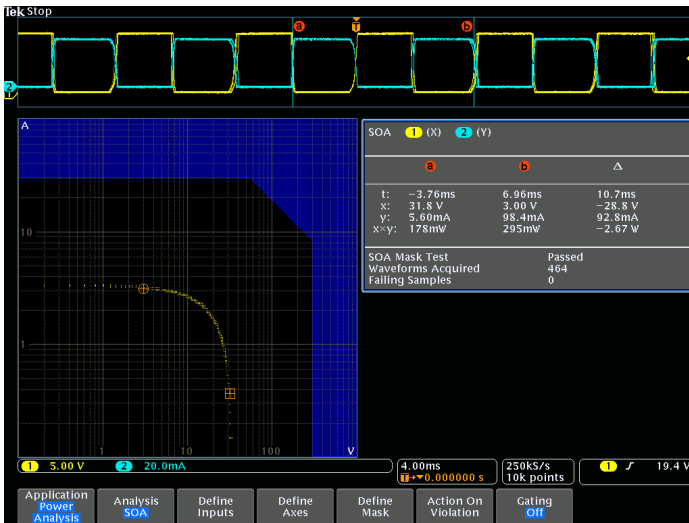 Tek Stop
a T b
2
1
A
10
1
1 10 100 V
SOA 1 (X) 2 (Y)
a b Δ
t: −3.76ms 6.96ms 10.7ms
x: 31.8 V 3.00 V −28.8 V
y: 5.60mA 98.4mA 92.8mA
x×y: 178mW 295mW −2.67 W
SOA Mask Test Passed
Waveforms Acquired 464
Failing Samples 0
1 5.00 V 2 20.0mA
4.00ms 250kS/s 1 19.4 V
T→▼0.000000 s 10k points
Application
Power
Analysis
Analysis
SOA
Define
Inputs
Define
Axes
Define
Mask
Action On
Violation
Gating
Off